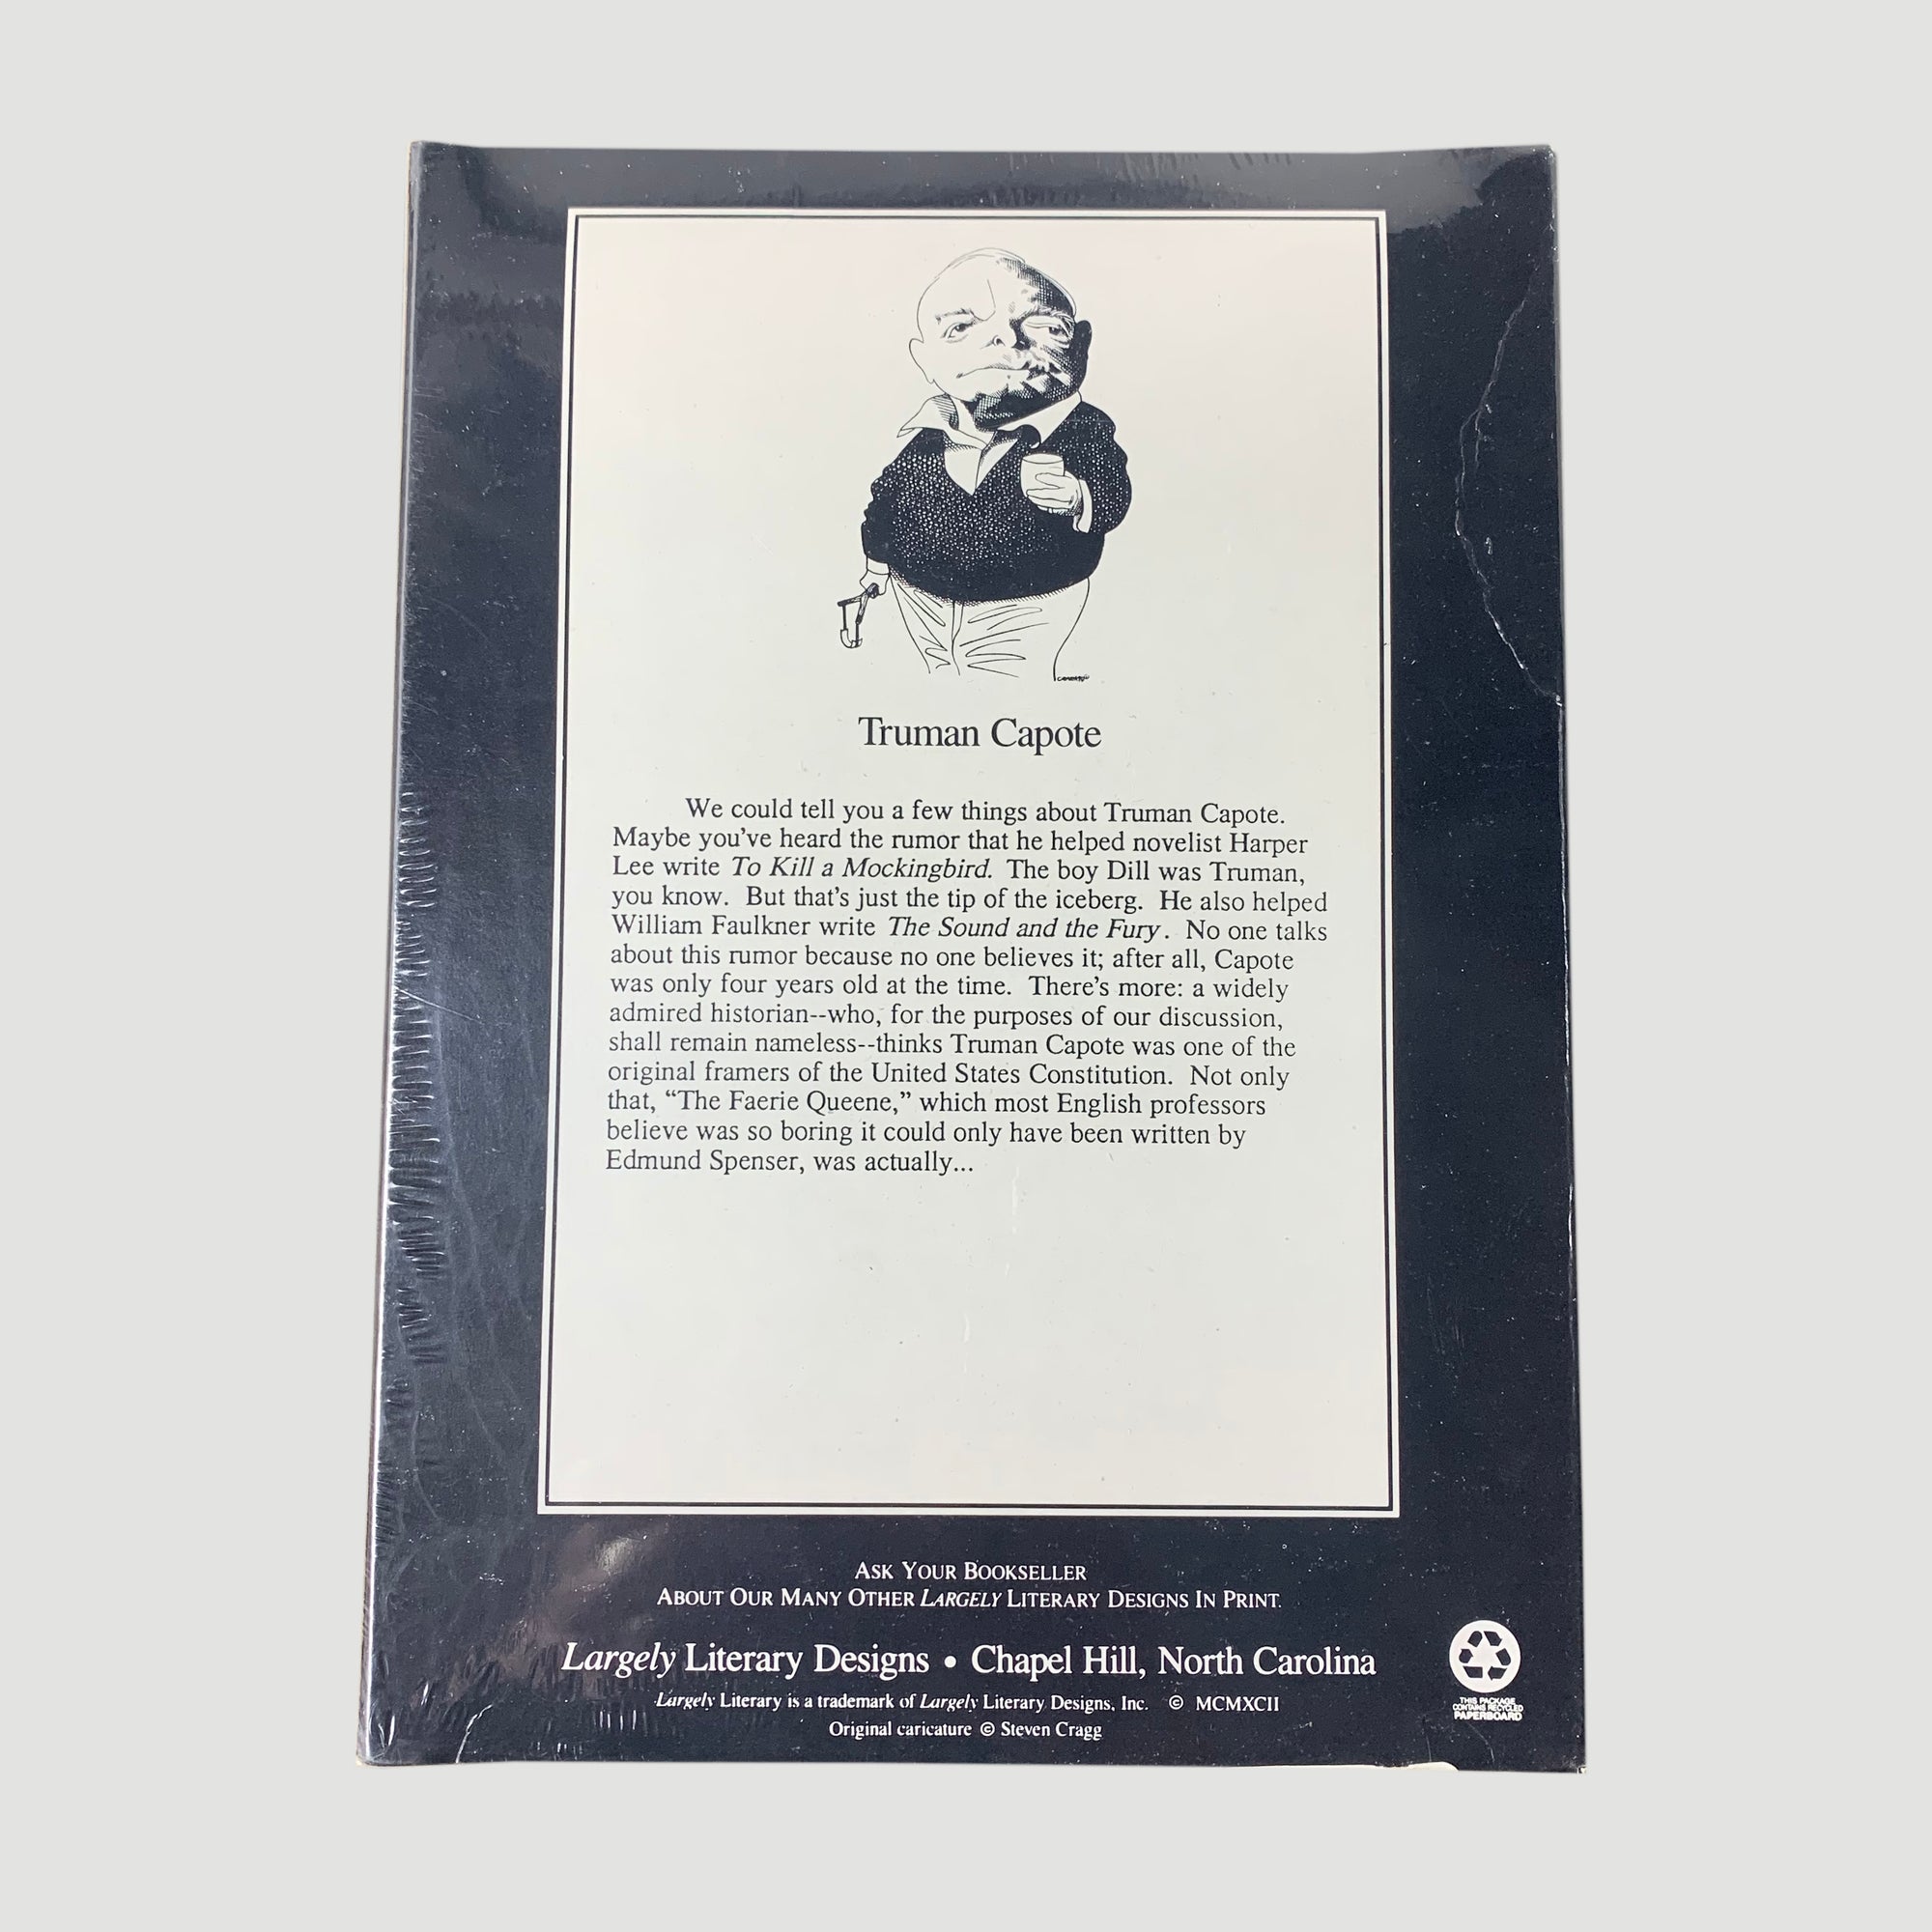 Truman Capote
We could tell you a few things about Truman Capote.
Maybe you've heard the rumor that he helped novelist Harper
Lee write To Kill a Mockingbird. The boy Dill was Truman,
you know. But that's just the tip of the iceberg. He also helped
William Faulkner write The Sound and the Fury. No one talks
about this rumor because no one believes it; after all, Capote
was only four years old at the time. There's more: a widely
admired historian--who, for the purposes of our discussion,
shall remain nameless--thinks Truman Capote was one of the
original framers of the United States Constitution. Not only
that, “The Faerie Queene,” which most English professors
believe was so boring it could only have been written by
Edmund Spenser, was actually...
ASK YOUR BOOKSELLER
ABOUT OUR MANY OTHER LARGELY LITERARY DESIGNS IN PRINT.
Largely Literary Designs • Chapel Hill, North Carolina
Largely Literary is a trademark of Largely Literary Designs, Inc. © MCMXCII
Original caricature © Steven Cragg
THIS PACKAGE
CONTAINS RECYCLED
PAPERBOARD